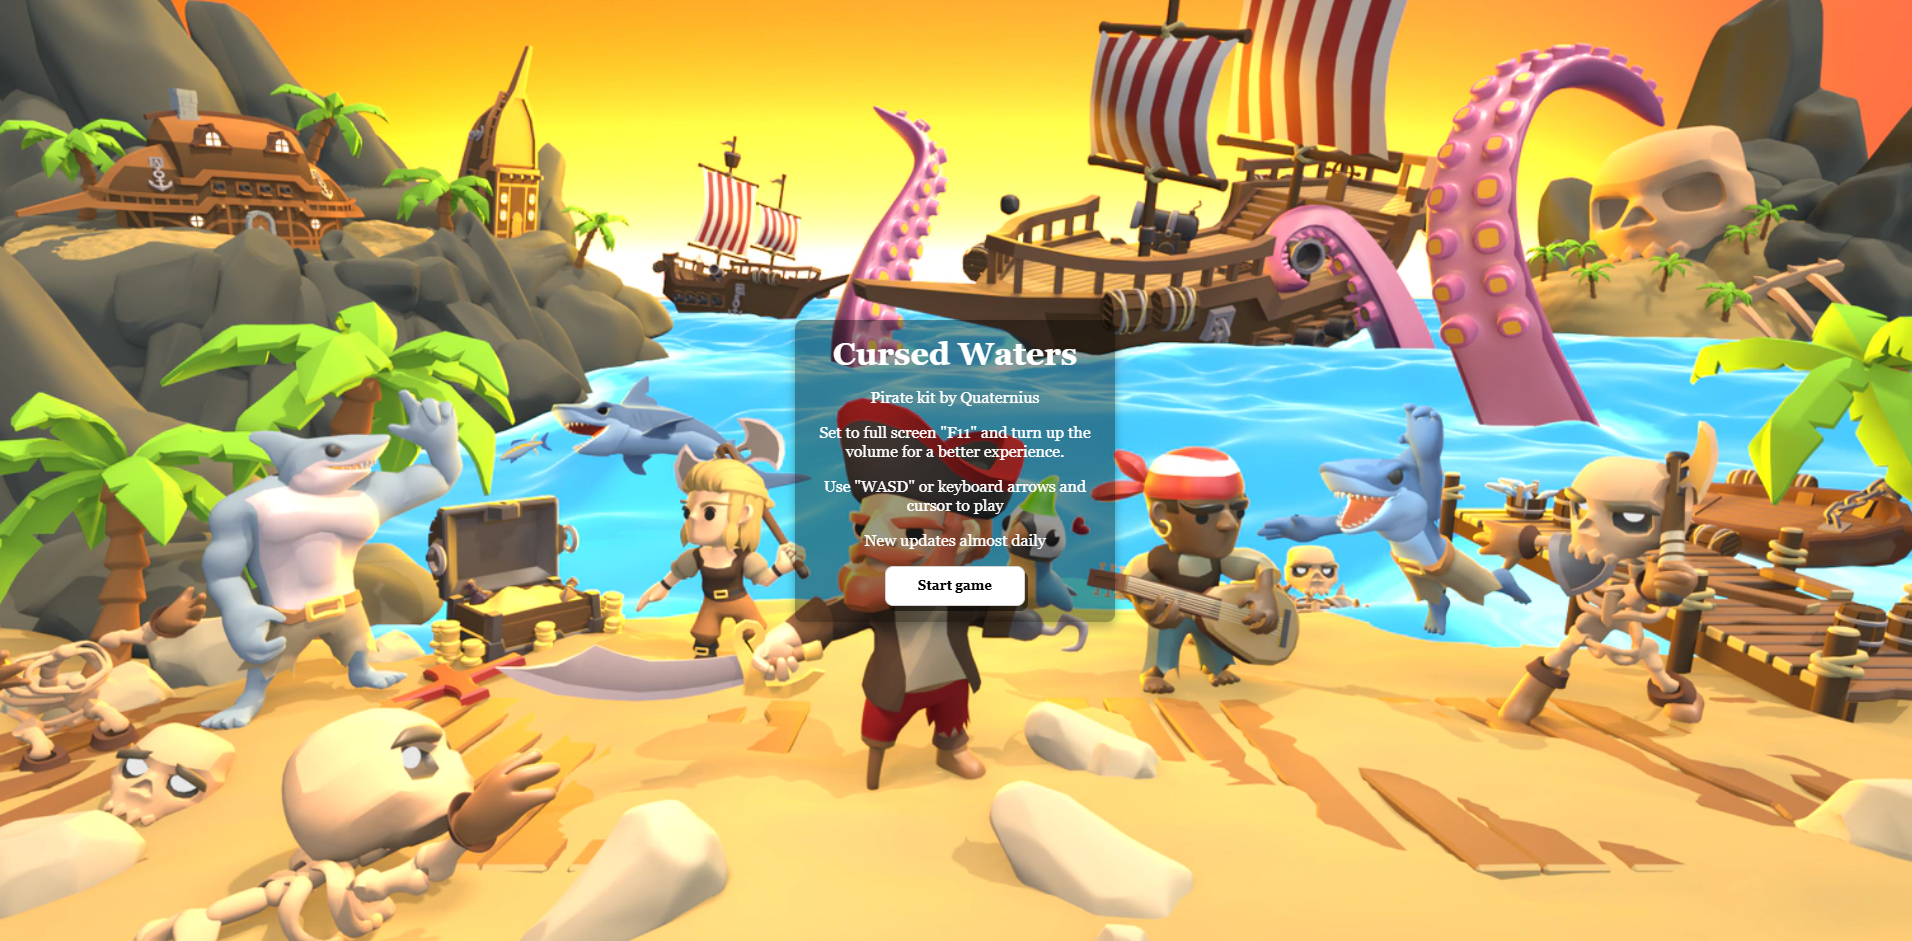 Cursed Waters
Pirate kit by Quaternius
Set to full screen "F11" and turn up the
volume for a better experience.
Use "WASD" or keyboard arrows and
cursor to play
New updates almost daily
Start game